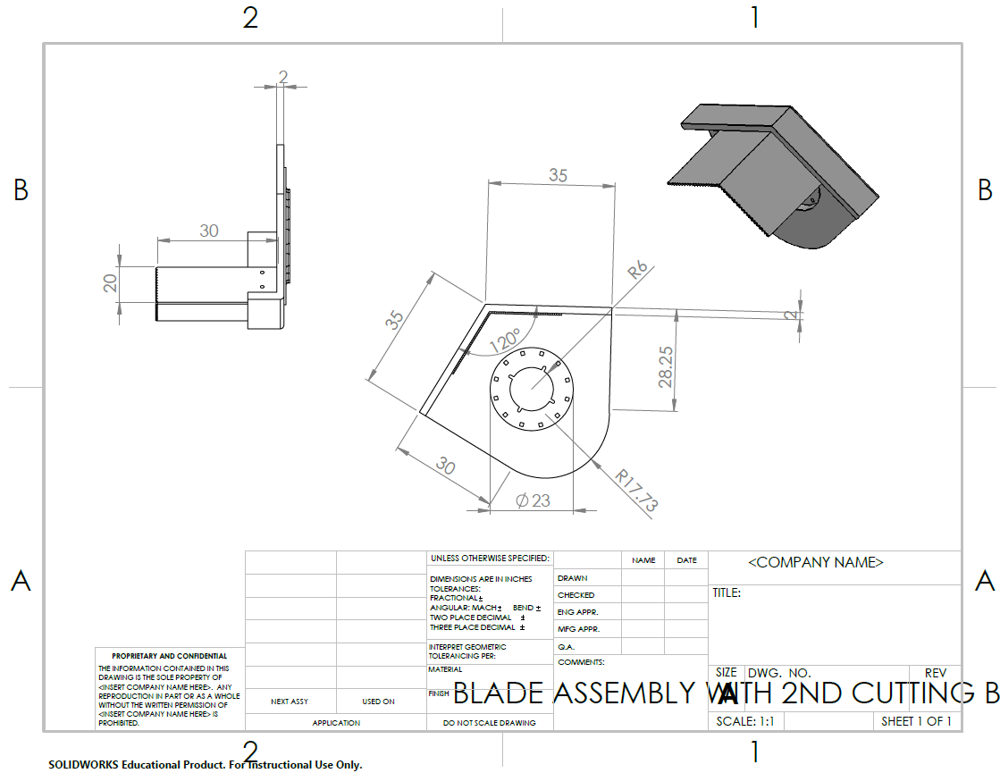 2
1
2
B
B
35
30
R6
20
35
120°
2
28.25
30
R17.73
⌀23
UNLESS OTHERWISE SPECIFIED:
NAME
DATE
<COMPANY NAME>
DIMENSIONS ARE IN INCHES
TOLERANCES:
FRACTIONAL±
ANGULAR: MACH± BEND ±
TWO PLACE DECIMAL ±
THREE PLACE DECIMAL ±
DRAWN
CHECKED
ENG APPR.
MFG APPR.
Q.A.
COMMENTS:
TITLE:
A
A
INTERPRET GEOMETRIC
TOLERANCING PER:
MATERIAL
FINISH
PROPRIETARY AND CONFIDENTIAL
THE INFORMATION CONTAINED IN THIS
DRAWING IS THE SOLE PROPERTY OF
<INSERT COMPANY NAME HERE>. ANY
REPRODUCTION IN PART OR AS A WHOLE
WITHOUT THE WRITTEN PERMISSION OF
<INSERT COMPANY NAME HERE> IS
PROHIBITED.
NEXT ASSY
USED ON
APPLICATION
DO NOT SCALE DRAWING
SIZE
DWG. NO.
REV
A
BLADE ASSEMBLY WITH 2ND CUTTING B
SCALE: 1:1
SHEET 1 OF 1
2
1
SOLIDWORKS Educational Product. For Instructional Use Only.